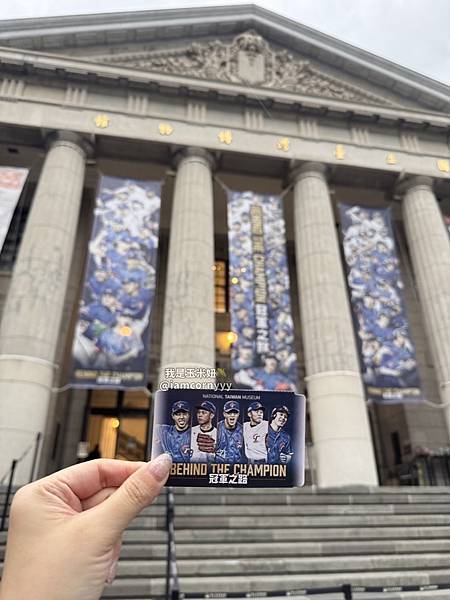 BEHIND THE CHAMPION
冠軍之路
我是玉米妞
@iamcornyyy
NATIONAL TAIWAN MUSEUM
BEHIND THE CHAMPION
冠軍之路